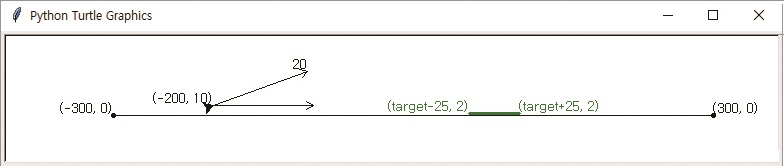 Python Turtle Graphics
20
(-200, 10)
(-300, 0)
(target-25, 2)
(target+25, 2)
(300, 0)